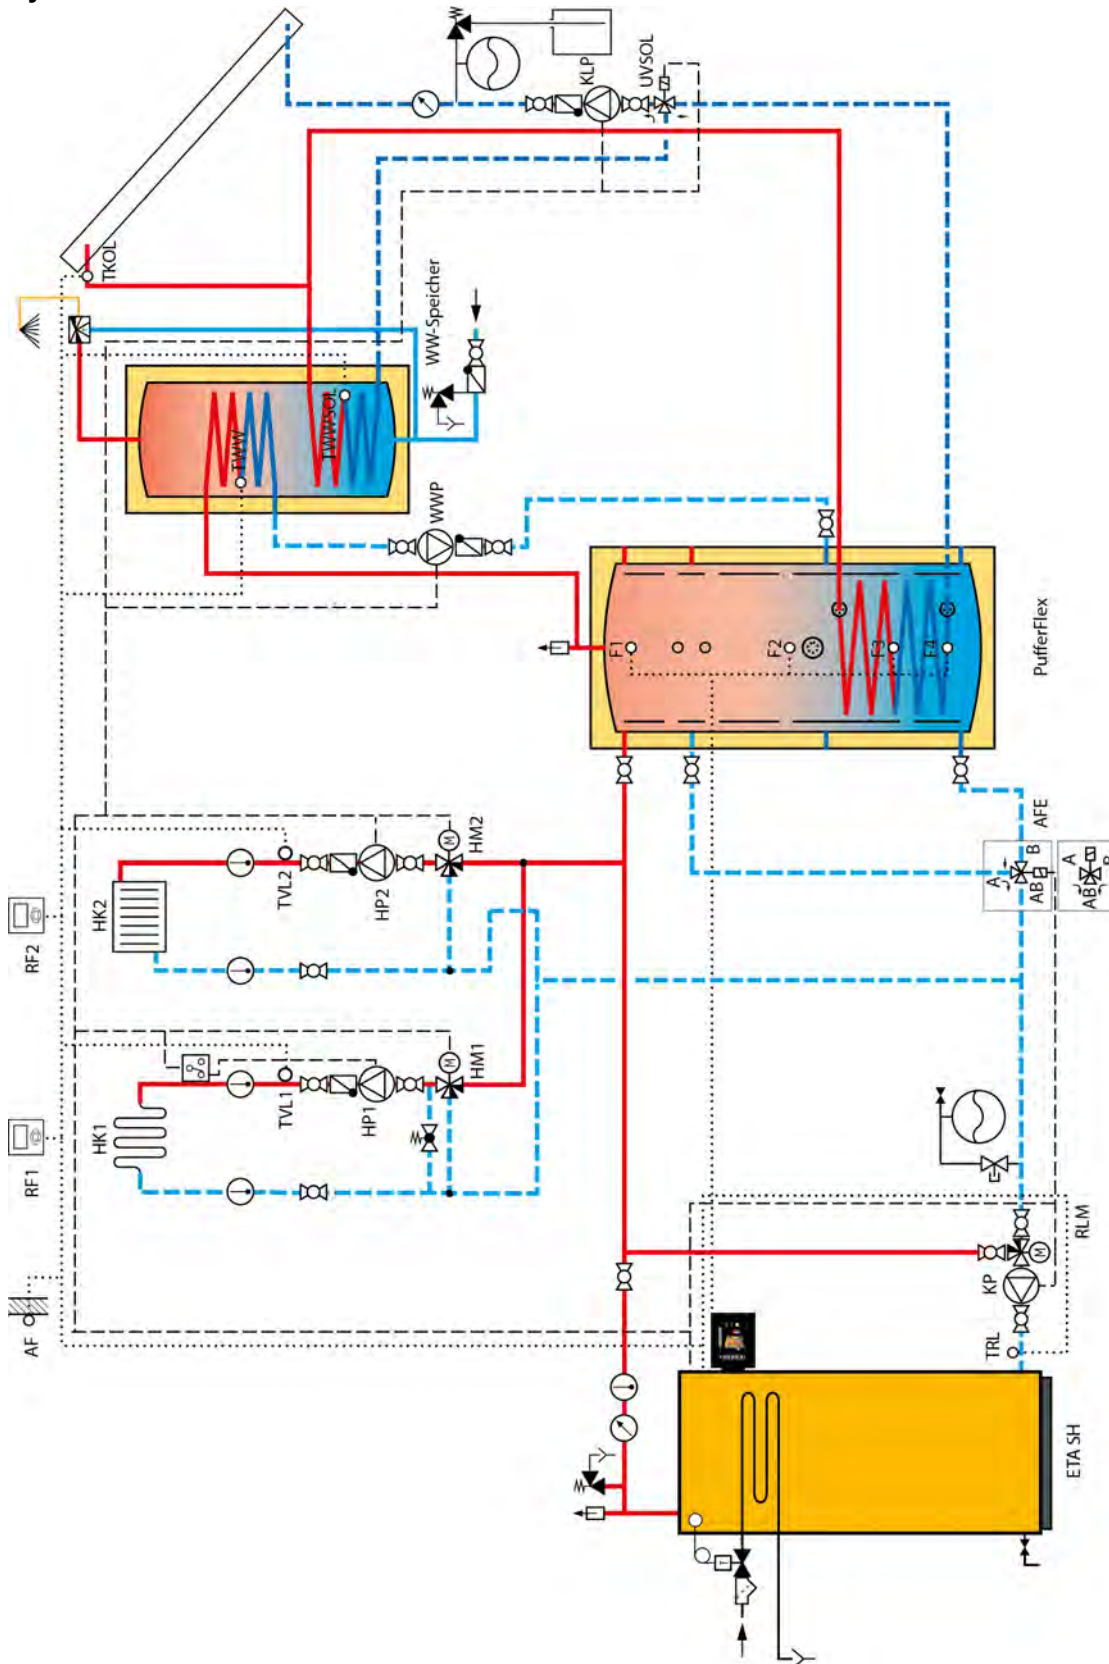 KLP
UVSOL
TKOL
WW-Speicher
TWW
TWWSOL
WWP
F1
F2
F3
F4
PufferFlex
RF2
HK2
TVL2
HP2
M
HM2
AFE
A
AB
B
A
AB
B
RF1
HK1
TVL1
HP1
M
HM1
AF
RLM
M
KP
TRL
T
ETA SH